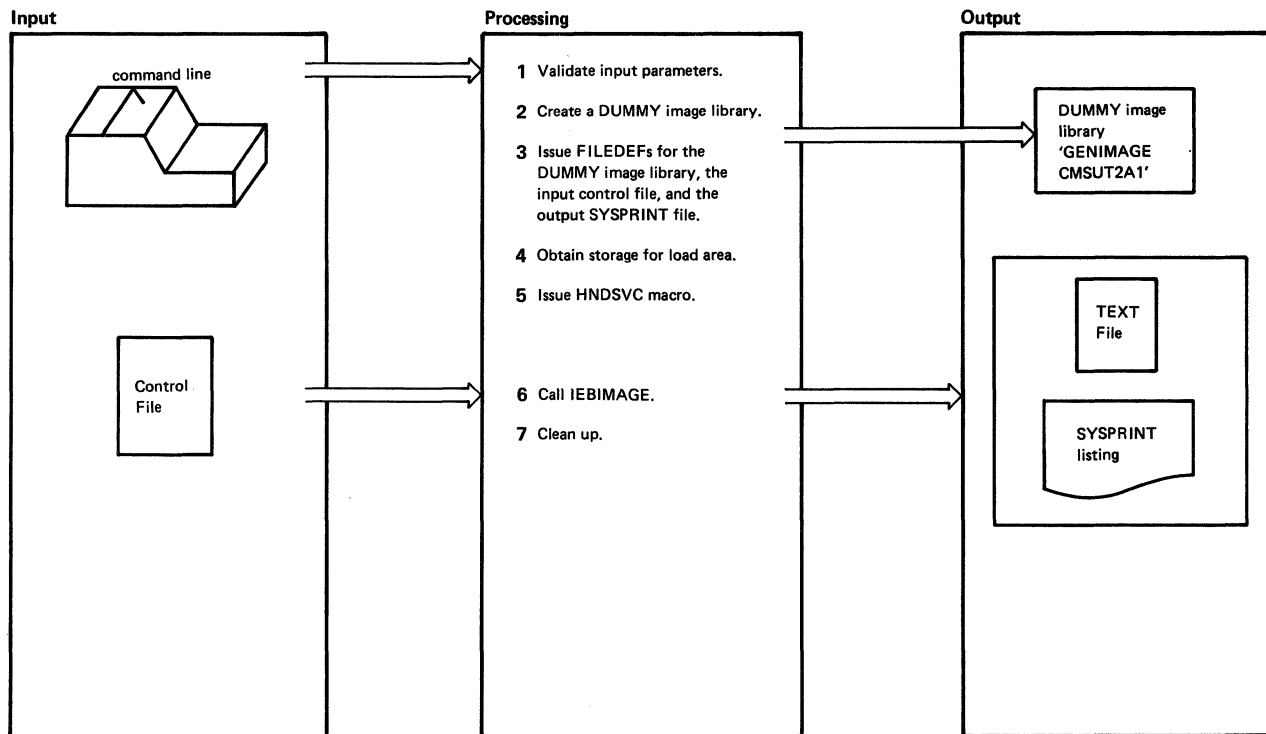 Input
command line
Control
File
Processing
1 Validate input parameters.
2 Create a DUMMY image library.
3 Issue FILEDEFs for the
DUMMY image library, the
input control file, and the
output SYSPRINT file.
4 Obtain storage for load area.
5 Issue HNDSVC macro.
6 Call IEBIMAGE.
7 Clean up.
Output
DUMMY image
library
'GENIMAGE
CMSUT2A1'
TEXT
File
SYSPRINT
listing